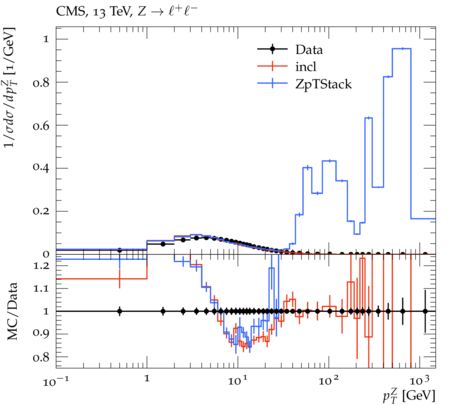 CMS, 13 TeV, Z → ℓ⁺ℓ⁻
1/σdσ/dp_T^Z [1/GeV]
1
0.8
0.6
0.4
0.2
0
Data
incl
ZpTStack
MC/Data
1.2
1.1
1
0.9
0.8
10⁻¹
1
10¹
10²
10³
p_T^Z [GeV]